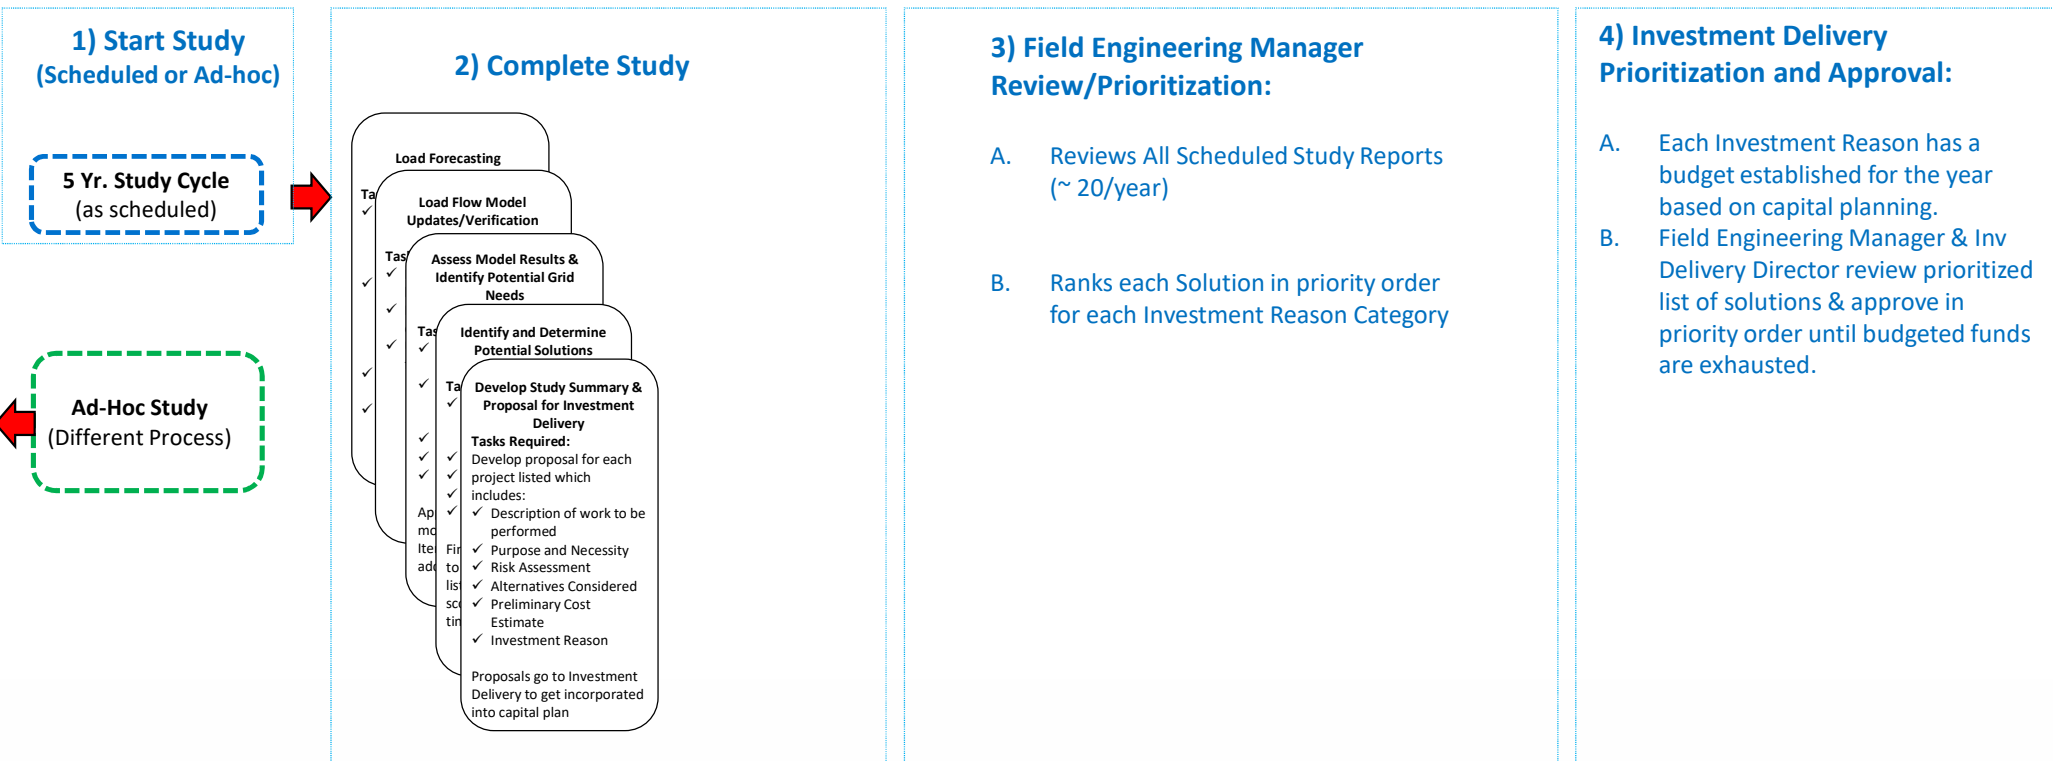 1) Start Study
(Scheduled or Ad-hoc)
5 Yr. Study Cycle
(as scheduled)
Ad-Hoc Study
(Different Process)
2) Complete Study
Load Forecasting
Load Flow Model
Updates/Verification
Assess Model Results &
Identify Potential Grid
Needs
Identify and Determine
Potential Solutions
Develop Study Summary &
Proposal for Investment
Delivery
Tasks Required:
Develop proposal for each
project listed which
includes:
✓ Description of work to be
performed
✓ Purpose and Necessity
✓ Risk Assessment
✓ Alternatives Considered
✓ Preliminary Cost
Estimate
✓ Investment Reason
Proposals go to Investment
Delivery to get incorporated
into capital plan
3) Field Engineering Manager
Review/Prioritization:
A. Reviews All Scheduled Study Reports
(~ 20/year)
B. Ranks each Solution in priority order
for each Investment Reason Category
4) Investment Delivery
Prioritization and Approval:
A. Each Investment Reason has a
budget established for the year
based on capital planning.
B. Field Engineering Manager & Inv
Delivery Director review prioritized
list of solutions & approve in
priority order until budgeted funds
are exhausted.